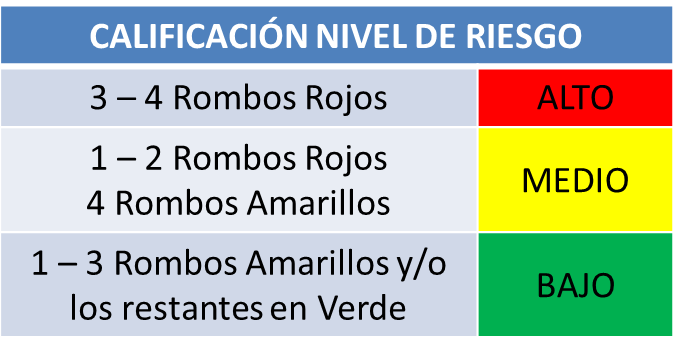 CALIFICACIÓN NIVEL DE RIESGO
3 – 4 Rombos Rojos
ALTO
1 – 2 Rombos Rojos
4 Rombos Amarillos
MEDIO
1 – 3 Rombos Amarillos y/o
los restantes en Verde
BAJO